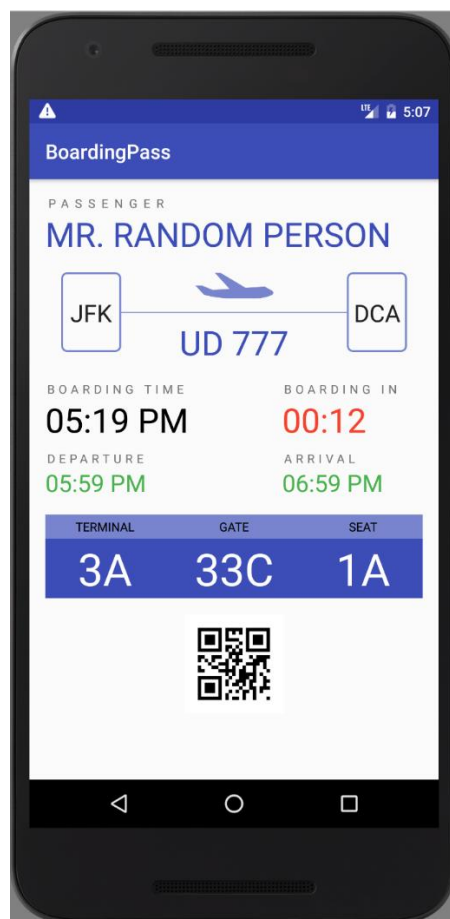 LTE 5:07
BoardingPass
PASSENGER
MR. RANDOM PERSON
JFK DCA
UD 777
BOARDING TIME BOARDING IN
05:19 PM 00:12
DEPARTURE ARRIVAL
05:59 PM 06:59 PM
TERMINAL GATE SEAT
3A 33C 1A